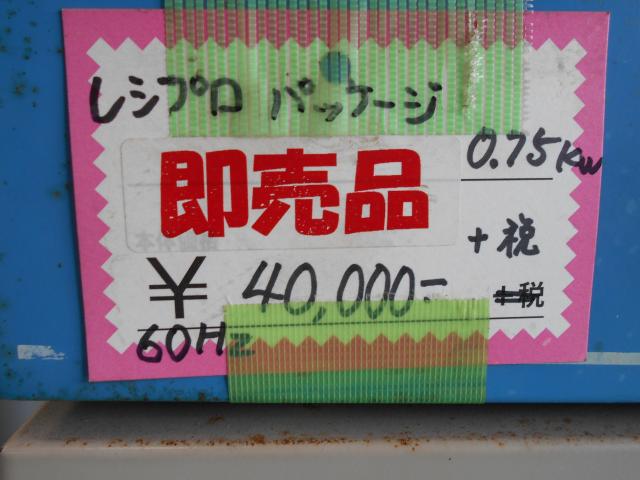 レシプロ パッケージ
0.75kw
即売品
+税
¥ 40,000-
+税
60Hz